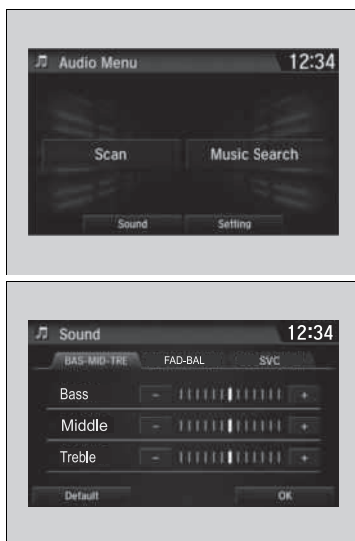 Audio Menu 12:34
Scan Music Search
Sound Setting
Sound 12:34
BAS-MID-TRE FAD-BAL SVC
Bass - +
Middle - +
Treble - +
Default OK